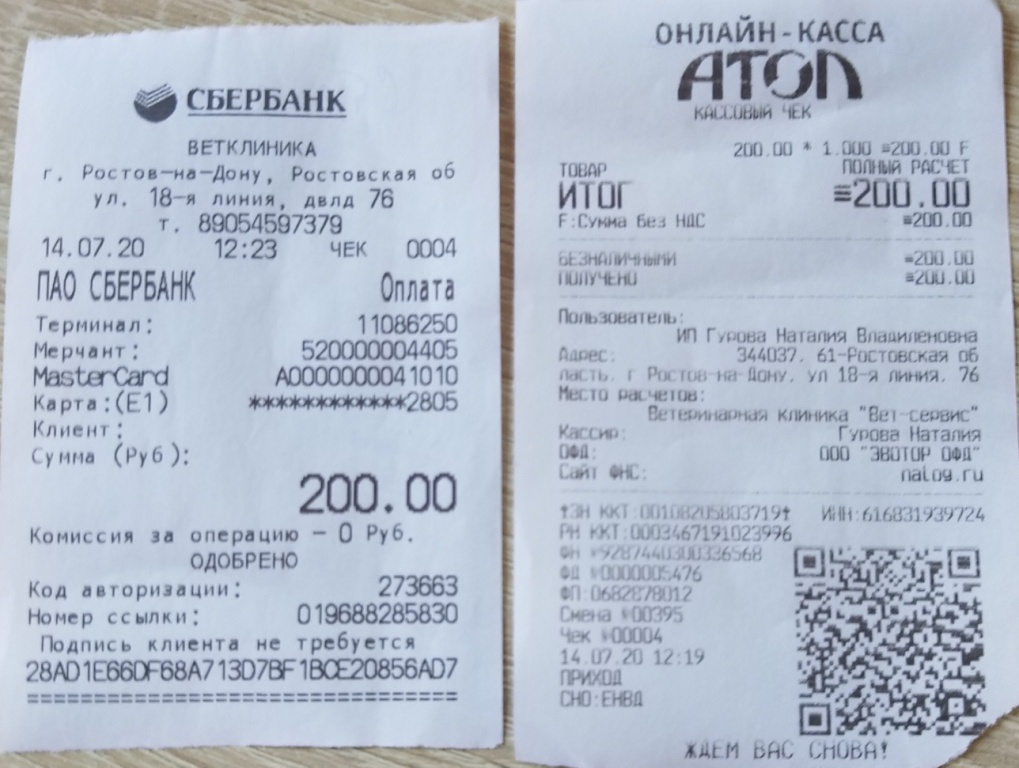 СБЕРБАНК
ВЕТКЛИНИКА
г. Ростов-на-Дону, Ростовская об
ул. 18-я линия, двлд 76
т. 89054597379
14.07.20 12:23 ЧЕК 0004
ПАО СБЕРБАНК Оплата
Терминал: 11086250
Мерчант: 520000004405
MasterCard A0000000041010
Карта:(E1) ************2805
Клиент:
Сумма (Руб):
200.00
Комиссия за операцию – 0 Руб.
ОДОБРЕНО
Код авторизации: 273663
Номер ссылки: 019688285830
Подпись клиента не требуется
28AD1E66DF68A713D7BF1BCE20856AD7
================================
ОНЛАЙН-КАССА
АТОЛ
КАССОВЫЙ ЧЕК
200.00 * 1.000 =200.00 F
ТОВАР ПОЛНЫЙ РАСЧЕТ
ИТОГ =200.00
F:Сумма без НДС =200.00
БЕЗНАЛИЧНЫМИ =200.00
ПОЛУЧЕНО =200.00
Пользователь:
ИП Гурова Наталия Владиленовна
Адрес: 344037, 61-Ростовская об
ласть, г Ростов-на-Дону, ул 18-я линия, 76
Место расчетов:
Ветеринарная клиника "Вет-сервис"
Кассир: Гурова Наталия
ОФД: ООО "ЭВОТОР ОФД"
Сайт ФНС: nalog.ru
ЗН ККТ:00108205803719 ИНН:616831939724
РН ККТ:0003467191023996
ФН №9287440300336568
ФД №0000005476
ФП:0682878012
Смена №00395
Чек №00004
14.07.20 12:19
ПРИХОД
СНО:ЕНВД
ЖДЕМ ВАС СНОВА!